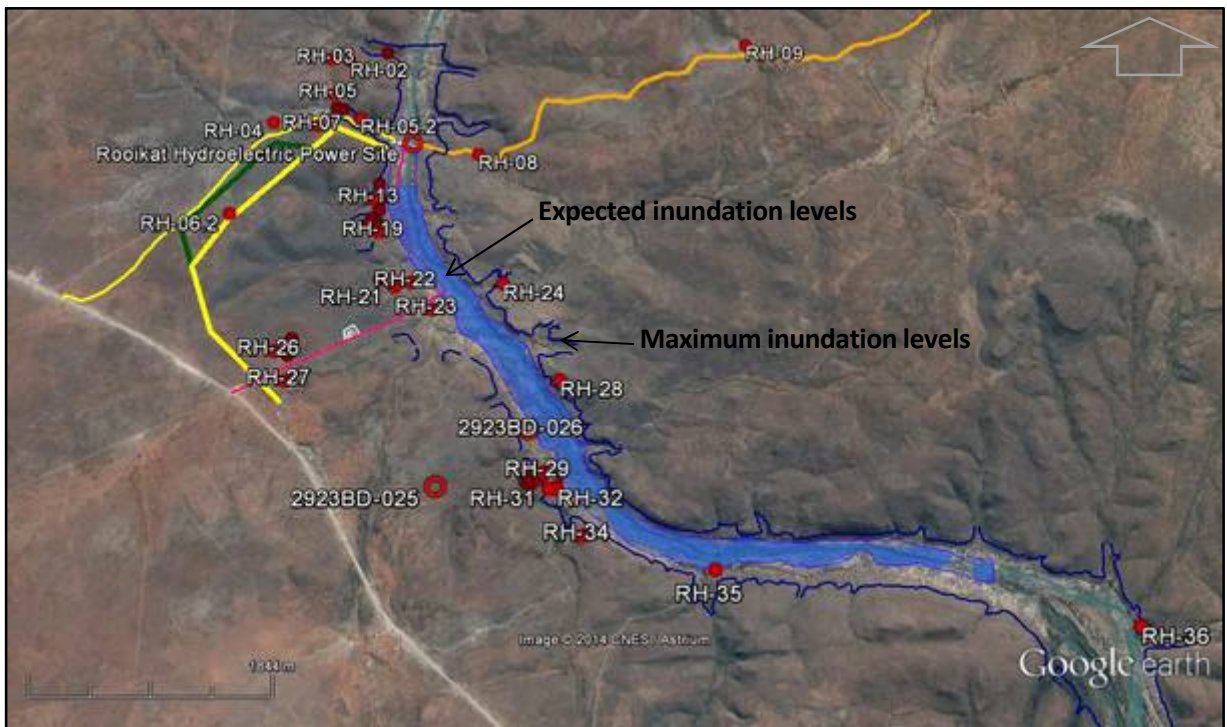 RH-03
RH-02
RH-09
RH-05
RH-04
RH-07
RH-05.2
Rooikat Hydroelectric Power Site
RH-08
RH-13
RH-06.2
RH-19
Expected inundation levels
RH-22
RH-21
RH-24
RH-23
Maximum inundation levels
RH-26
RH-27
RH-28
2923BD-026
RH-29
2923BD-025
RH-31
RH-32
RH-34
RH-35
RH-36
Image © 2014 CNES / Astrium
1844 m
Google earth